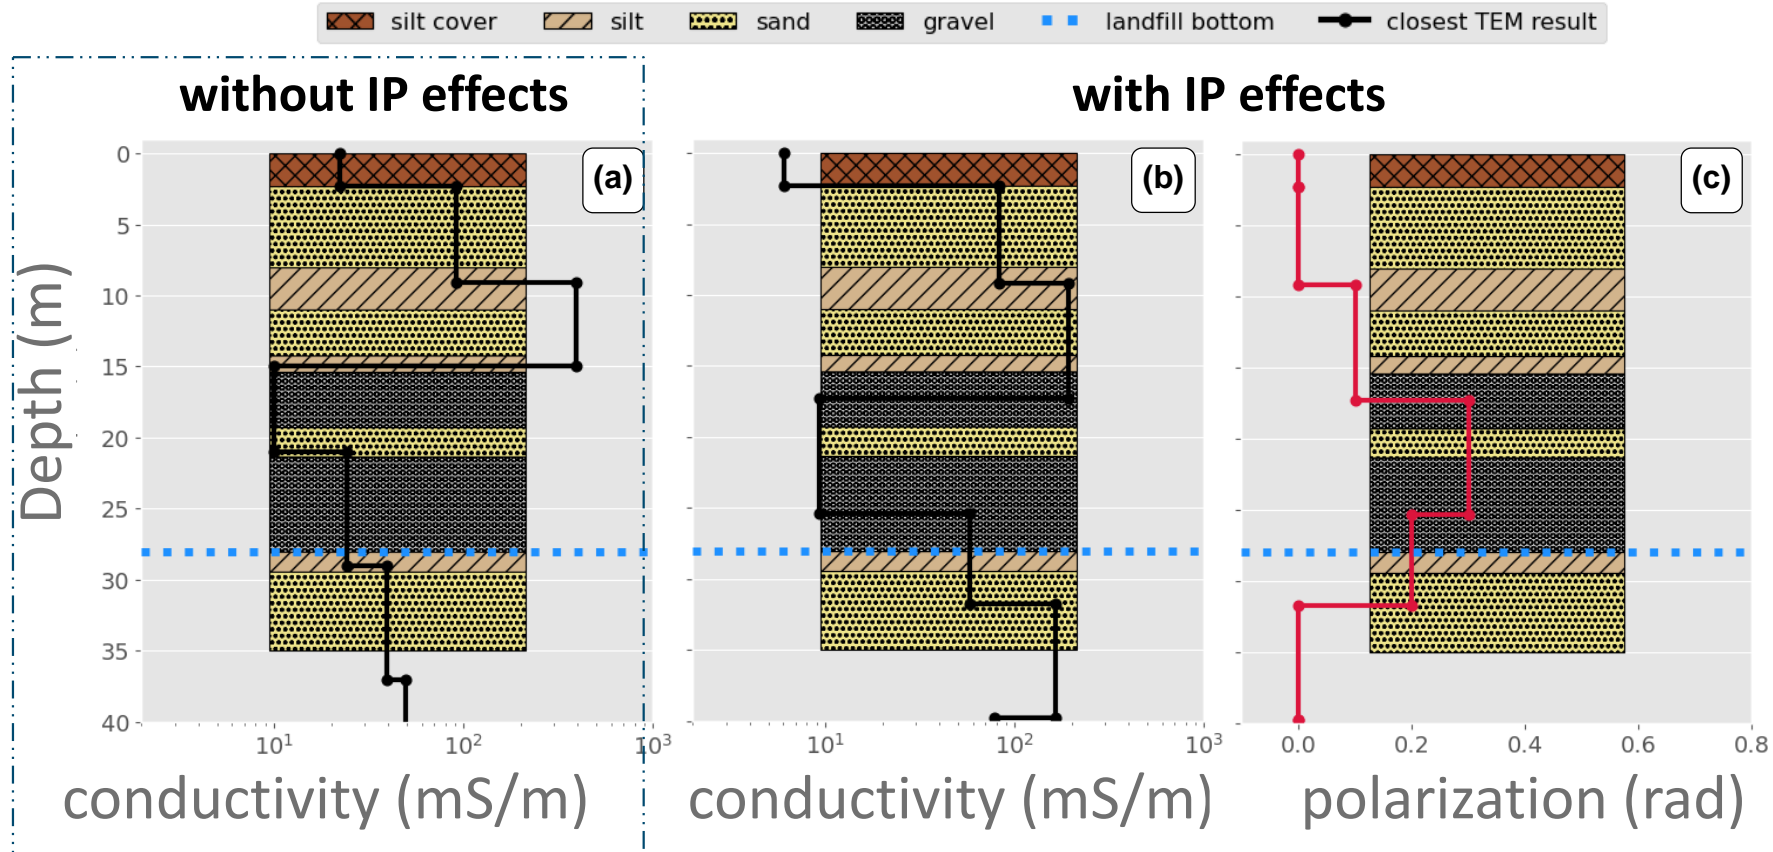 silt cover silt sand gravel landfill bottom closest TEM result
without IP effects
with IP effects
(a)
(b)
(c)
Depth (m)
0
5
10
15
20
25
30
35
40
10¹ 10² 10³
10¹ 10² 10³
0.0 0.2 0.4 0.6 0.8
conductivity (mS/m)
conductivity (mS/m)
polarization (rad)